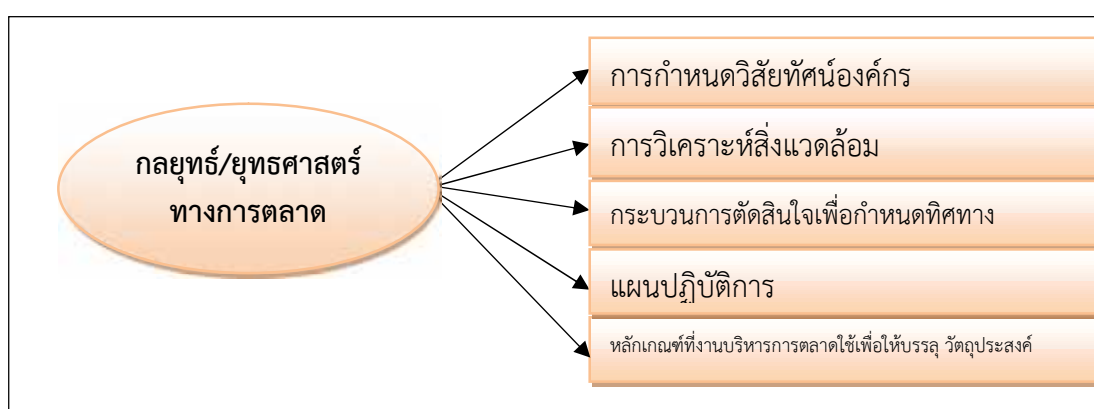 กลยุทธ์/ยุทธศาสตร์
ทางการตลาด
การกำหนดวิสัยทัศน์องค์กร
การวิเคราะห์สิ่งแวดล้อม
กระบวนการตัดสินใจเพื่อกำหนดทิศทาง
แผนปฏิบัติการ
หลักเกณฑ์ที่งานบริหารการตลาดใช้เพื่อให้บรรลุ วัตถุประสงค์